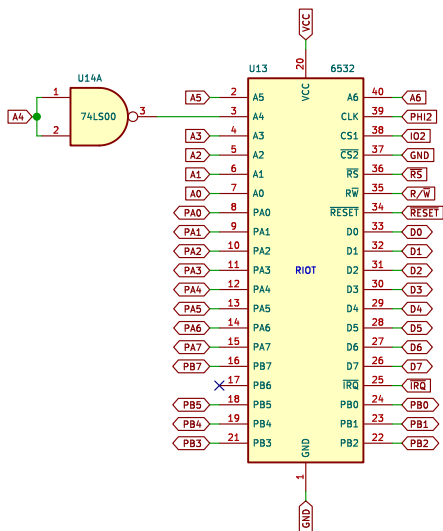 VCC
U14A
U13 6532
20
VCC
A4 1 2 74LS00 3
A5 2 A5 A6 40 A6
3 A4 CLK 39 PHI2
A3 4 A3 CS1 38 IO2
A2 5 A2 CS2 37 GND
A1 6 A1 RS 36 RS
A0 7 A0 RW 35 R/W
PA0 8 PA0 RESET 34 RESET
PA1 9 PA1 D0 33 D0
PA2 10 PA2 D1 32 D1
PA3 11 PA3 RIOT D2 31 D2
PA4 12 PA4 D3 30 D3
PA5 13 PA5 D4 29 D4
PA6 14 PA6 D5 28 D5
PA7 15 PA7 D6 27 D6
PB7 16 PB7 D7 26 D7
17 PB6 IRQ 25 IRQ
PB5 18 PB5 PB0 24 PB0
PB4 19 PB4 PB1 23 PB1
PB3 21 PB3 PB2 22 PB2
GND
1
GND